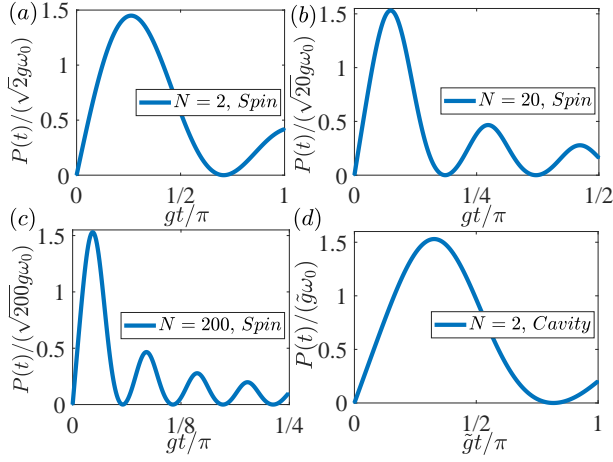 (a)
P(t)/(√2gω₀)
1.5
1
0.5
0
N = 2, Spin
0 1/2 1
gt/π
(b)
P(t)/(√20gω₀)
1.5
1
0.5
0
N = 20, Spin
0 1/4 1/2
gt/π
(c)
P(t)/(√200gω₀)
1.5
1
0.5
0
N = 200, Spin
0 1/8 1/4
gt/π
(d)
P(t)/(g̃ω₀)
1.5
1
0.5
0
N = 2, Cavity
0 1/2 1
g̃t/π